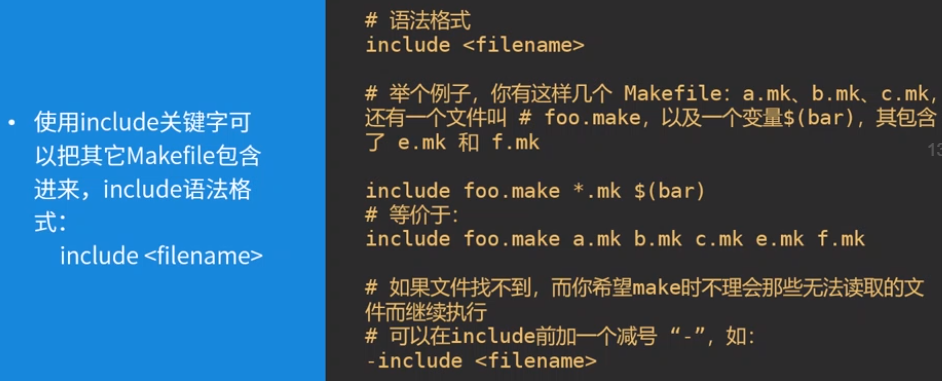 • 使用include关键字可
以把其它Makefile包含
进来，include语法格
式：
include <filename>
# 语法格式
include <filename>
# 举个例子，你有这样几个 Makefile：a.mk、b.mk、c.mk，
还有一个文件叫 # foo.make，以及一个变量$(bar)，其包含
了 e.mk 和 f.mk
include foo.make *.mk $(bar)
# 等价于：
include foo.make a.mk b.mk c.mk e.mk f.mk
# 如果文件找不到，而你希望make时不理会那些无法读取的文
件而继续执行
# 可以在include前加一个减号 “-”，如：
-include <filename>